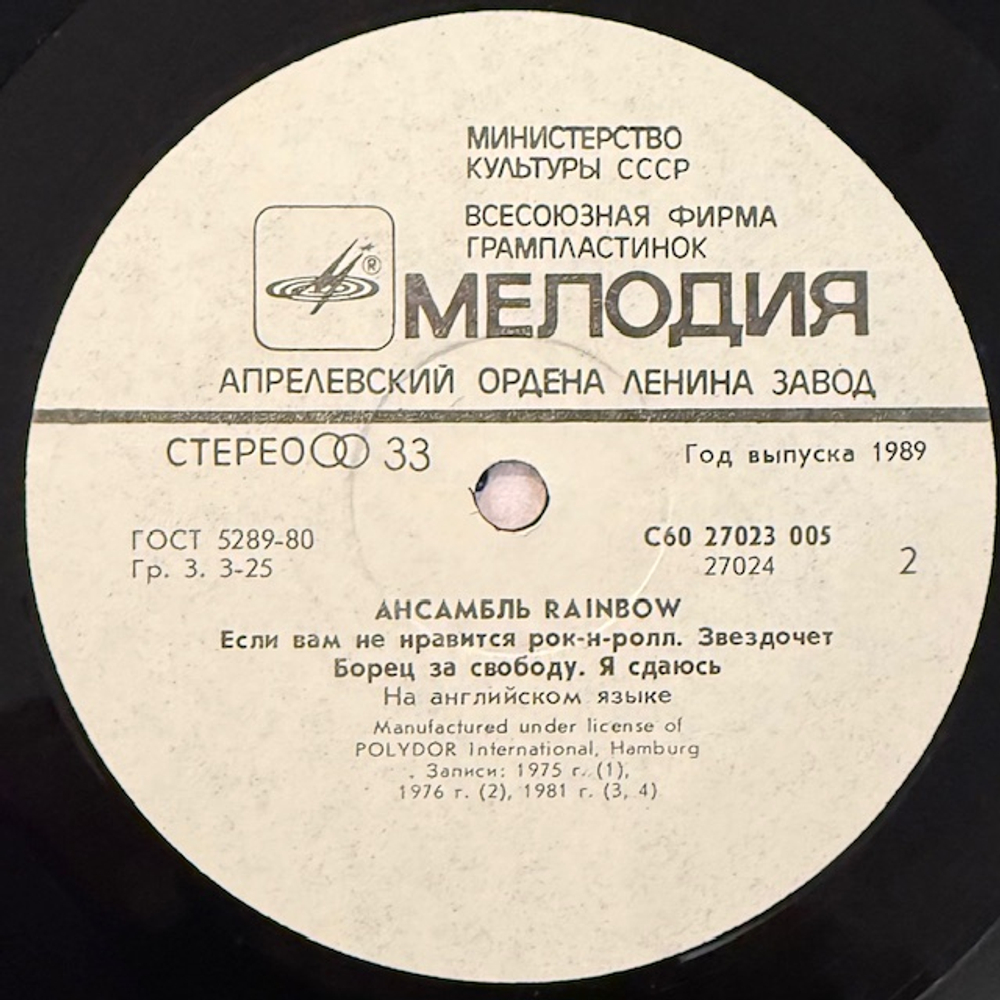 МИНИСТЕРСТВО
КУЛЬТУРЫ СССР
ВСЕСОЮЗНАЯ ФИРМА
ГРАМПЛАСТИНОК
®
МЕЛОДИЯ
АПРЕЛЕВСКИЙ ОРДЕНА ЛЕНИНА ЗАВОД
СТЕРЕО 33
Год выпуска 1989
ГОСТ 5289-80
Гр. 3. 3-25
С60 27023 005
27024
2
АНСАМБЛЬ RAINBOW
Если вам не нравится рок-н-ролл. Звездочет
Борец за свободу. Я сдаюсь
На английском языке
Manufactured under license of
POLYDOR International, Hamburg
Записи: 1975 г. (1),
1976 г. (2), 1981 г. (3, 4)